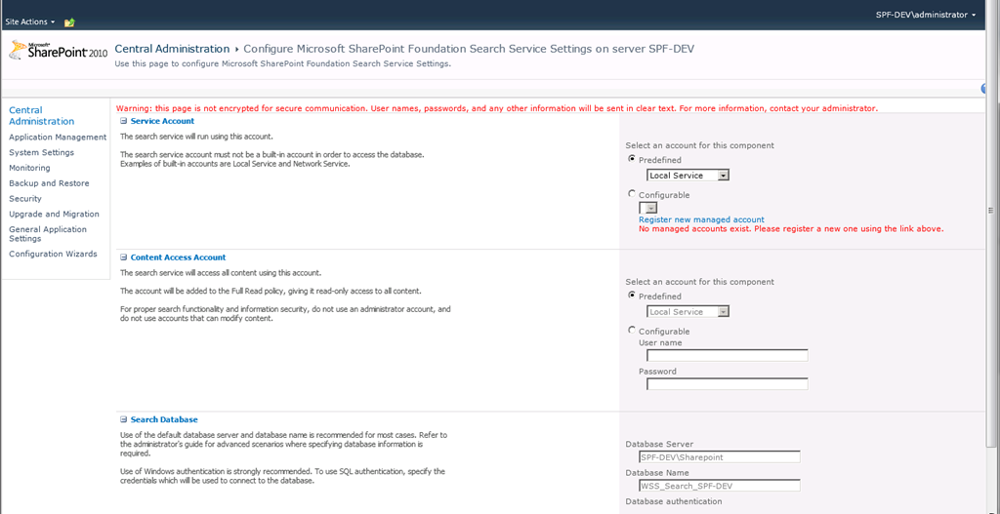 Site Actions
SPF-DEV\administrator
Microsoft
SharePoint 2010
Central Administration Configure Microsoft SharePoint Foundation Search Service Settings on server SPF-DEV
Use this page to configure Microsoft SharePoint Foundation Search Service Settings.
Central
Administration
Application Management
System Settings
Monitoring
Backup and Restore
Security
Upgrade and Migration
General Application
Settings
Configuration Wizards
Warning: this page is not encrypted for secure communication. User names, passwords, and any other information will be sent in clear text. For more information, contact your administrator.
Service Account
The search service will run using this account.
The search service account must not be a built-in account in order to access the database.
Examples of built-in accounts are Local Service and Network Service.
Select an account for this component
Predefined
Local Service
Configurable
Register new managed account
No managed accounts exist. Please register a new one using the link above.
Content Access Account
The search service will access all content using this account.
The account will be added to the Full Read policy, giving it read-only access to all content.
For proper search functionality and information security, do not use an administrator account, and
do not use accounts that can modify content.
Select an account for this component
Predefined
Local Service
Configurable
User name
Password
Search Database
Use of the default database server and database name is recommended for most cases. Refer to
the administrator's guide for advanced scenarios where specifying database information is
required.
Use of Windows authentication is strongly recommended. To use SQL authentication, specify the
credentials which will be used to connect to the database.
Database Server
SPF-DEV\Sharepoint
Database Name
WSS_Search_SPF-DEV
Database authentication